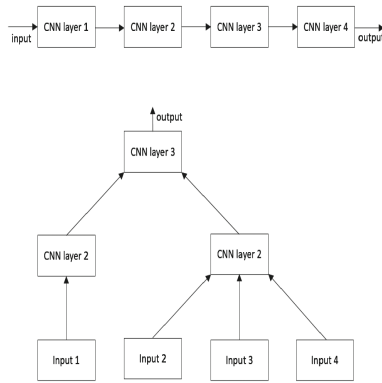 input
CNN layer 1
CNN layer 2
CNN layer 3
CNN layer 4
output
output
CNN layer 3
CNN layer 2
CNN layer 2
Input 1
Input 2
Input 3
Input 4